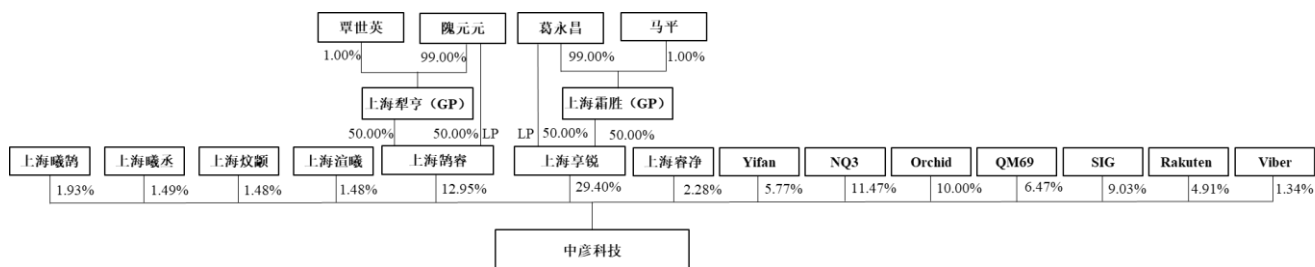 覃世英 隗元元 葛永昌 马平
1.00% 99.00% 99.00% 1.00%
上海犁亨（GP） 上海霜胜（GP）
50.00% 50.00% LP LP 50.00% 50.00%
上海曦鹄 上海曦丞 上海炆颛 上海渲曦 上海鹄睿 上海享锐 上海睿净 Yifan NQ3 Orchid QM69 SIG Rakuten Viber
1.93% 1.49% 1.48% 1.48% 12.95% 29.40% 2.28% 5.77% 11.47% 10.00% 6.47% 9.03% 4.91% 1.34%
中彦科技